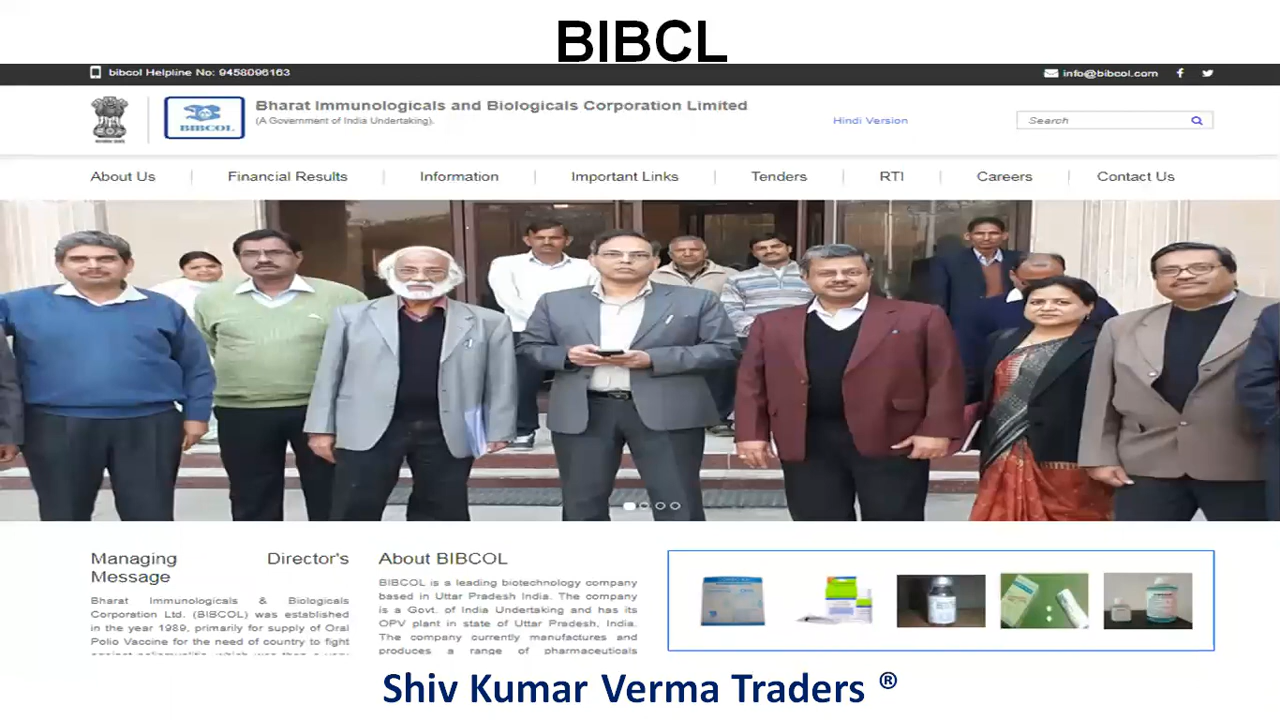 BIBCL
bibcol Helpline No: 9458096163
info@bibcol.com
BIBCOL
Bharat Immunologicals and Biologicals Corporation Limited
(A Government of India Undertaking).
Hindi Version
Search
About Us
Financial Results
Information
Important Links
Tenders
RTI
Careers
Contact Us
Managing Director's
Message
Bharat Immunologicals & Biologicals
Corporation Ltd. (BIBCOL) was established
in the year 1989, primarily for supply of Oral
Polio Vaccine for the need of country to fight
About BIBCOL
BIBCOL is a leading biotechnology company
based in Uttar Pradesh India. The company
is a Govt. of India Undertaking and has its
OPV plant in state of Uttar Pradesh, India.
The company currently manufactures and
produces a range of pharmaceuticals
Shiv Kumar Verma Traders ®